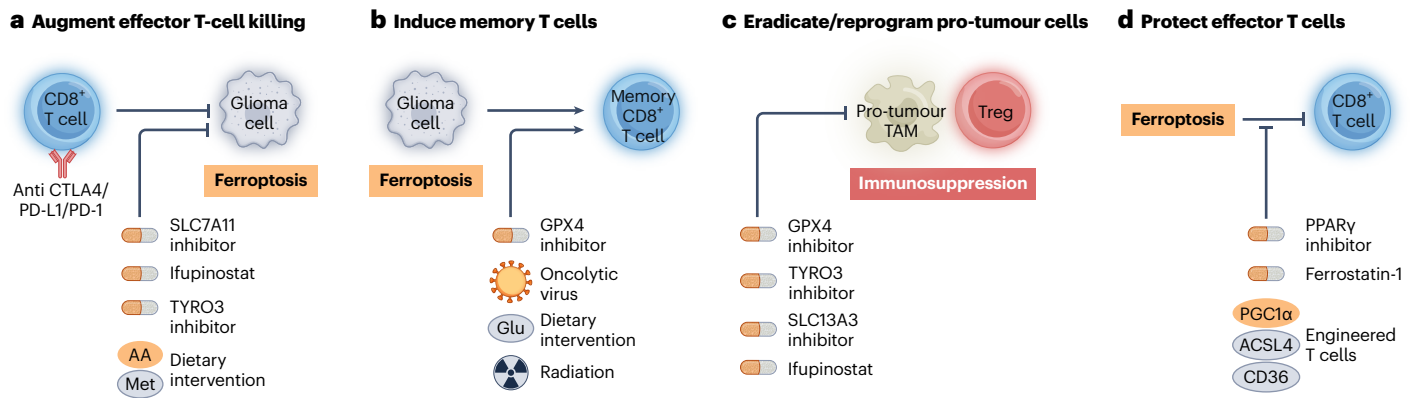 a Augment effector T-cell killing
CD8+
T cell
Glioma
cell
Ferroptosis
Anti CTLA4/
PD-L1/PD-1
SLC7A11
inhibitor
Ifupinostat
TYRO3
inhibitor
AA
Met
Dietary
intervention
b Induce memory T cells
Glioma
cell
Memory
CD8+
T cell
Ferroptosis
GPX4
inhibitor
Oncolytic
virus
Glu
Dietary
intervention
Radiation
c Eradicate/reprogram pro-tumour cells
Pro-tumour
TAM
Treg
Immunosuppression
GPX4
inhibitor
TYRO3
inhibitor
SLC13A3
inhibitor
Ifupinostat
d Protect effector T cells
Ferroptosis
CD8+
T cell
PPARγ
inhibitor
Ferrostatin-1
PGC1α
ACSL4
CD36
Engineered
T cells